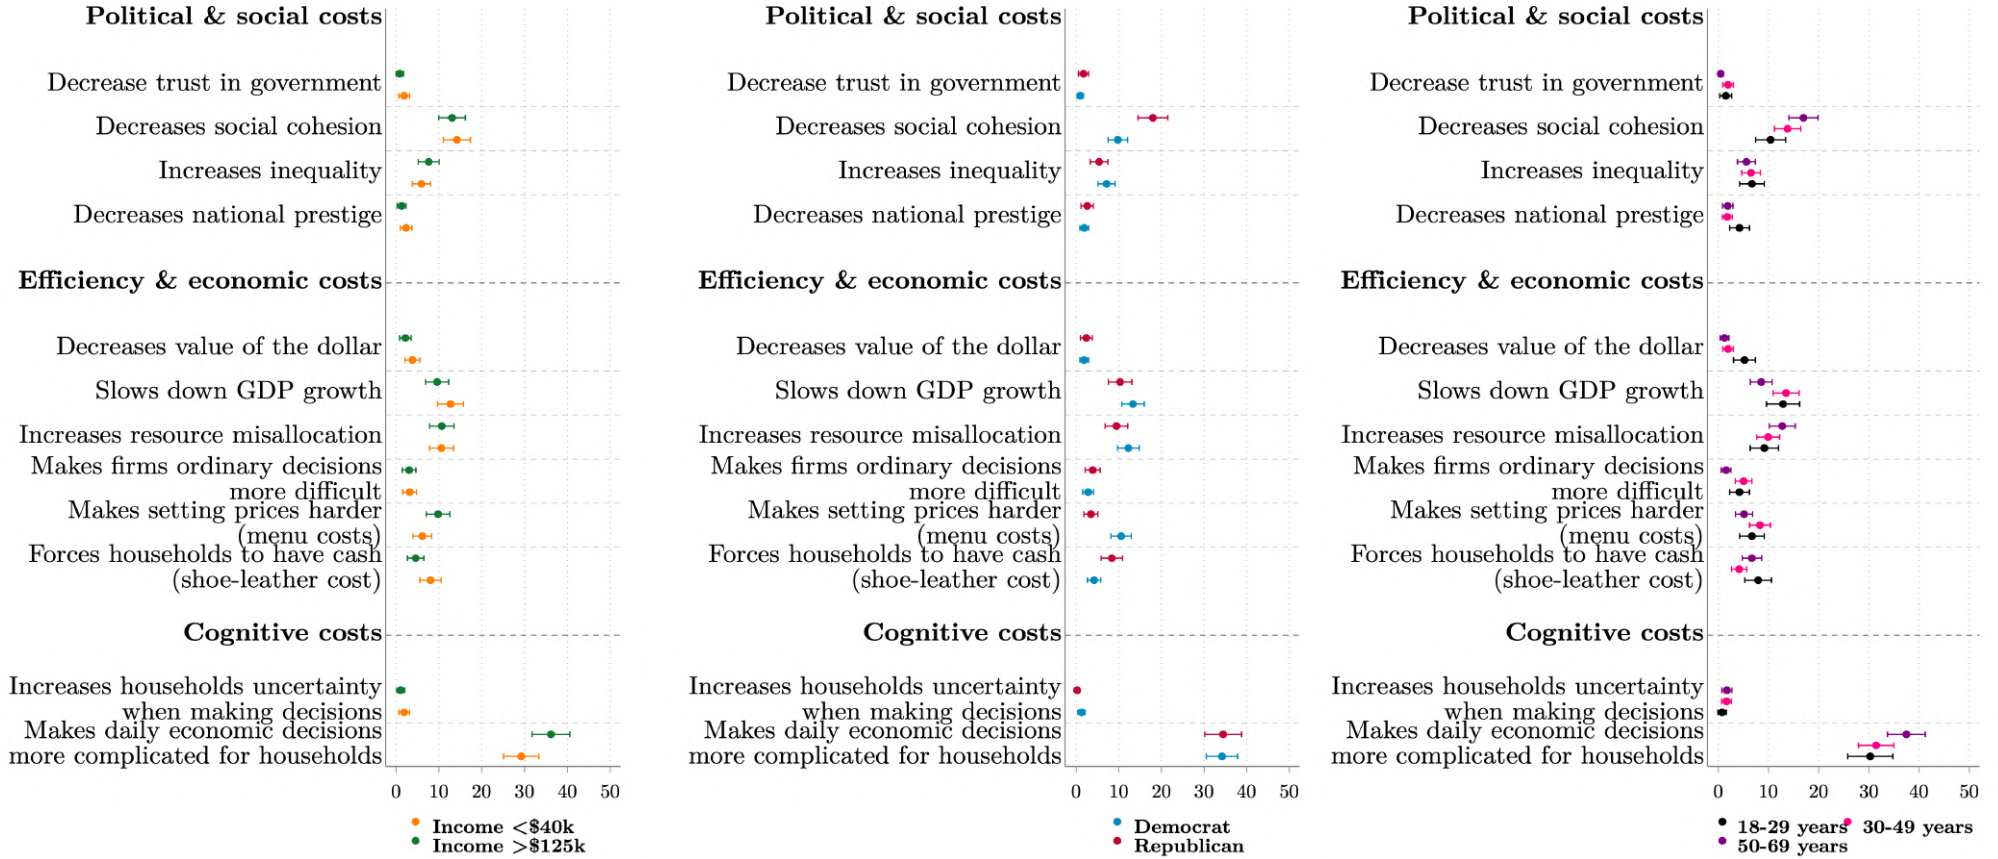 Political & social costs
Decrease trust in government
Decreases social cohesion
Increases inequality
Decreases national prestige
Efficiency & economic costs
Decreases value of the dollar
Slows down GDP growth
Increases resource misallocation
Makes firms ordinary decisions
more difficult
Makes setting prices harder
(menu costs)
Forces households to have cash
(shoe-leather cost)
Cognitive costs
Increases households uncertainty
when making decisions
Makes daily economic decisions
more complicated for households
0 10 20 30 40 50
Income <$40k
Income >$125k
Political & social costs
Decrease trust in government
Decreases social cohesion
Increases inequality
Decreases national prestige
Efficiency & economic costs
Decreases value of the dollar
Slows down GDP growth
Increases resource misallocation
Makes firms ordinary decisions
more difficult
Makes setting prices harder
(menu costs)
Forces households to have cash
(shoe-leather cost)
Cognitive costs
Increases households uncertainty
when making decisions
Makes daily economic decisions
more complicated for households
0 10 20 30 40 50
Democrat
Republican
Political & social costs
Decrease trust in government
Decreases social cohesion
Increases inequality
Decreases national prestige
Efficiency & economic costs
Decreases value of the dollar
Slows down GDP growth
Increases resource misallocation
Makes firms ordinary decisions
more difficult
Makes setting prices harder
(menu costs)
Forces households to have cash
(shoe-leather cost)
Cognitive costs
Increases households uncertainty
when making decisions
Makes daily economic decisions
more complicated for households
0 10 20 30 40 50
18-29 years 30-49 years
50-69 years